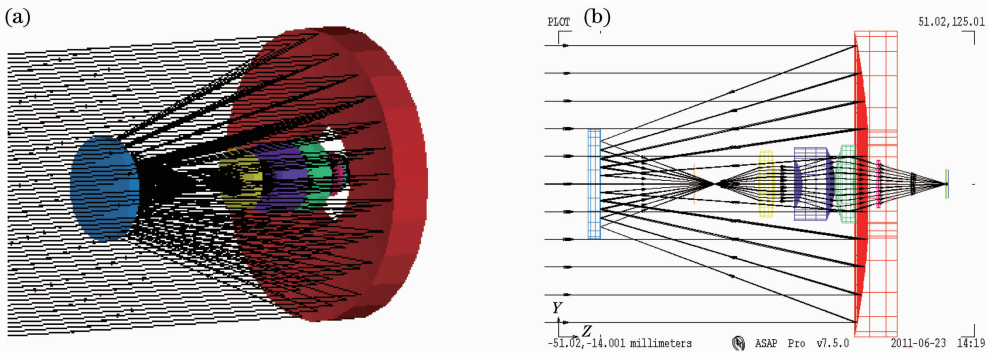 (a)
(b)
PLOT
51.02,125.01
Y
Z
-51.02,-14.001 millimeters
ASAP Pro v7.5.0
2011-06-23 14:19